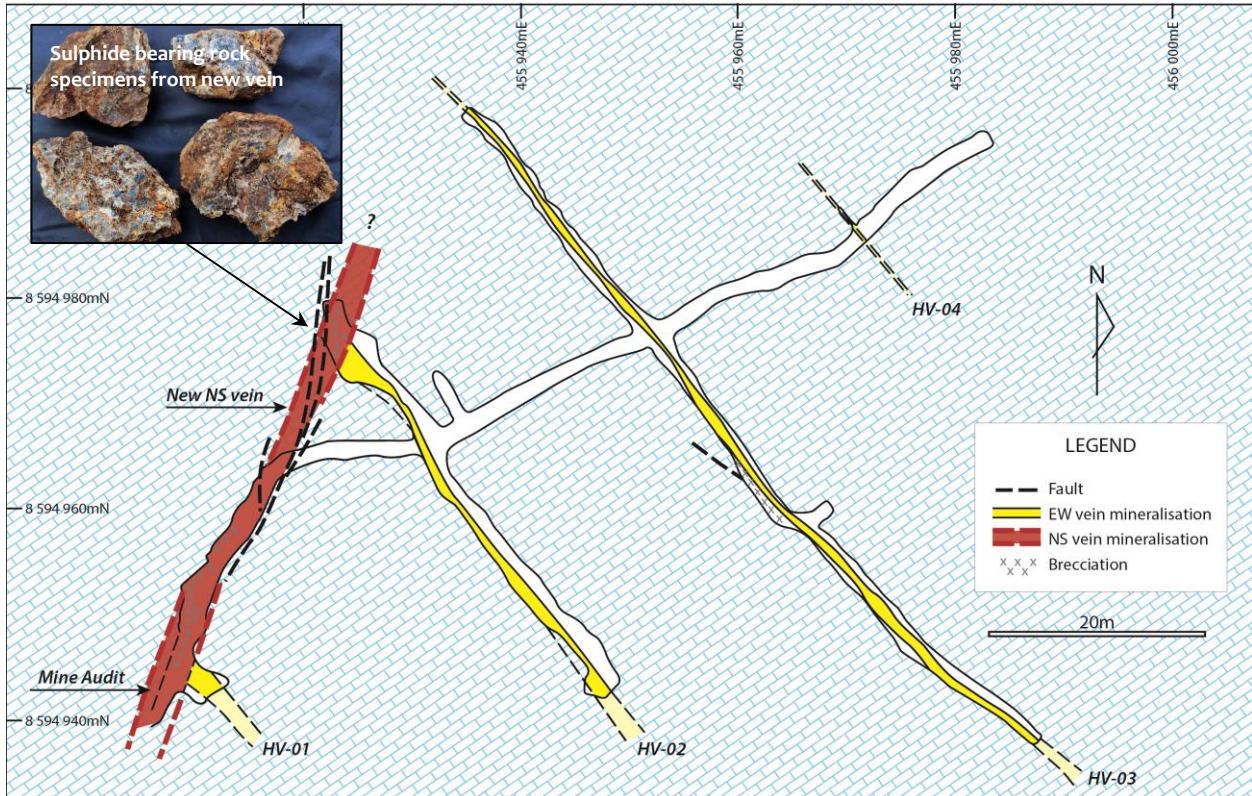 Sulphide bearing rock
specimens from new vein
455 940mE
455 960mE
455 980mE
456 000mE
?
8 594 980mN
HV-04
N
New NS vein
LEGEND
Fault
EW vein mineralisation
NS vein mineralisation
Brecciation
8 594 960mN
20m
Mine Audit
8 594 940mN
HV-01
HV-02
HV-03